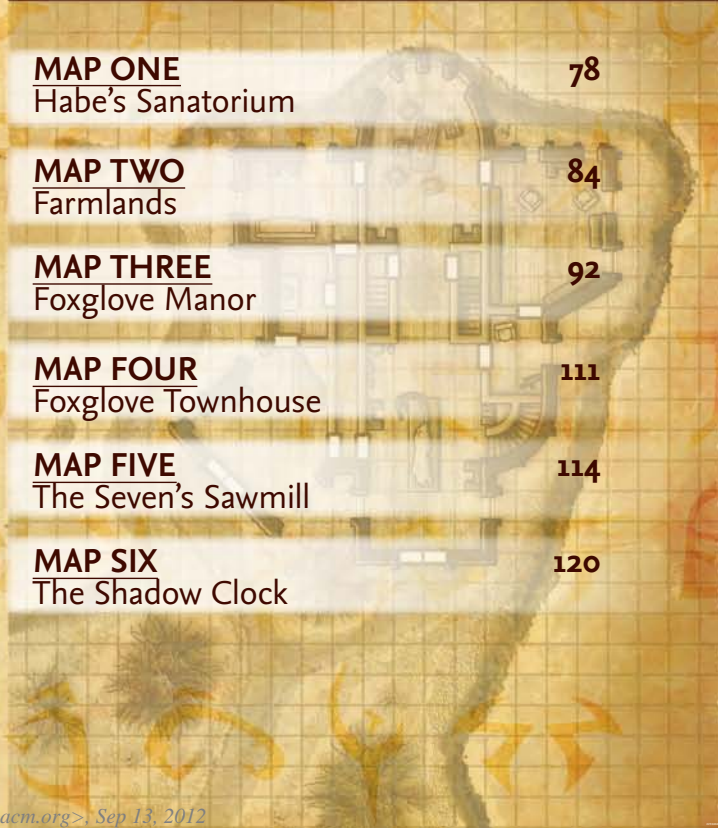 MAP ONE 78
Habe's Sanatorium
MAP TWO 84
Farmlands
MAP THREE 92
Foxglove Manor
MAP FOUR 111
Foxglove Townhouse
MAP FIVE 114
The Seven's Sawmill
MAP SIX 120
The Shadow Clock
acm.org>, Sep 13, 2012